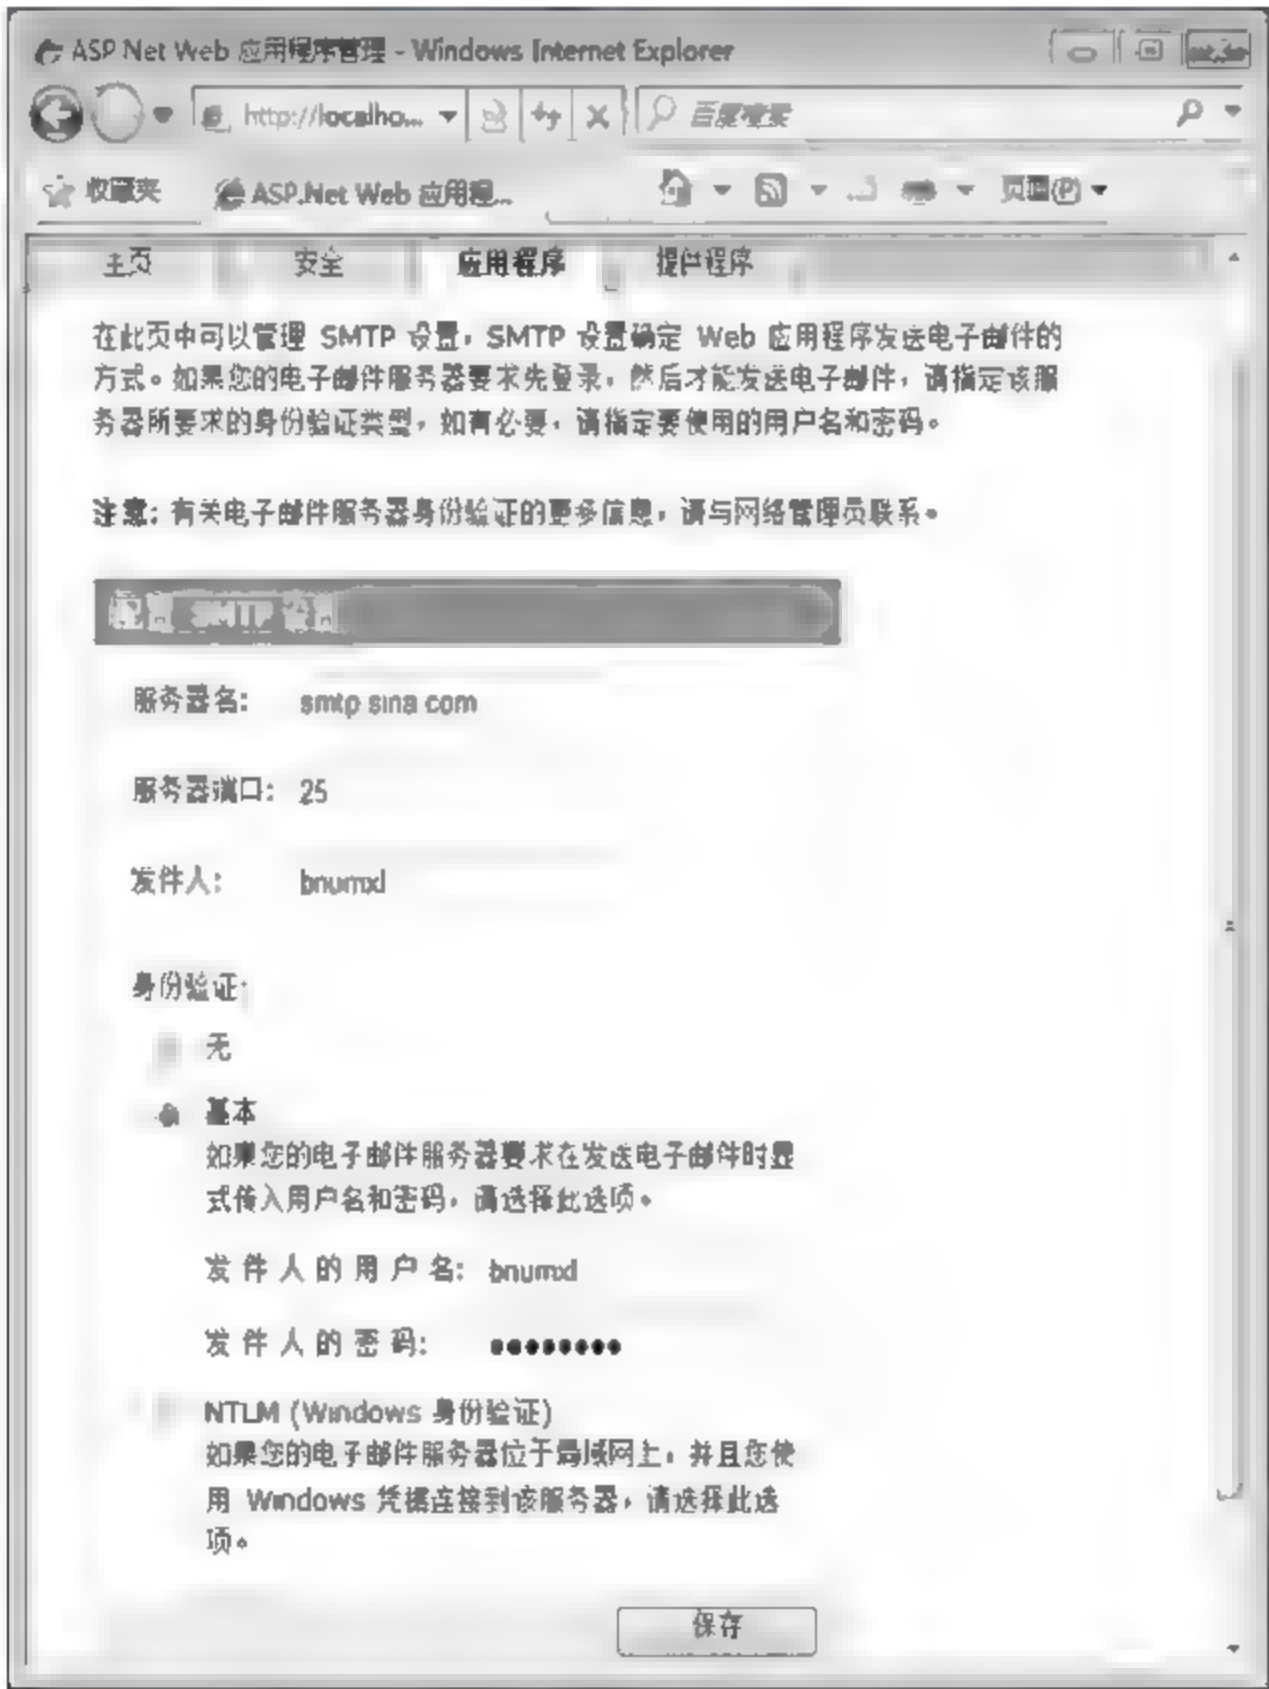 ASP.Net Web 应用程序管理 - Windows Internet Explorer
http://localho... 百度搜索
收藏夹 ASP.Net Web 应用程... 页面(P)
主页 安全 应用程序 提供程序
在此页中可以管理 SMTP 设置，SMTP 设置确定 Web 应用程序发送电子邮件的
方式。如果您的电子邮件服务器要求先登录，然后才能发送电子邮件，请指定该服
务器所要求的身份验证类型，如有必要，请指定要使用的用户名和密码。
注意: 有关电子邮件服务器身份验证的更多信息，请与网络管理员联系。
配置 SMTP 设置
服务器名: smtp.sina.com
服务器端口: 25
发件人: bnumxl
身份验证:
无
基本
如果您的电子邮件服务器要求在发送电子邮件时显
式传入用户名和密码，请选择此选项。
发件人的用户名: bnumxl
发件人的密码: ●●●●●●●●
NTLM (Windows 身份验证)
如果您的电子邮件服务器位于局域网上，并且您使
用 Windows 凭据连接到该服务器，请选择此选
项。
保存